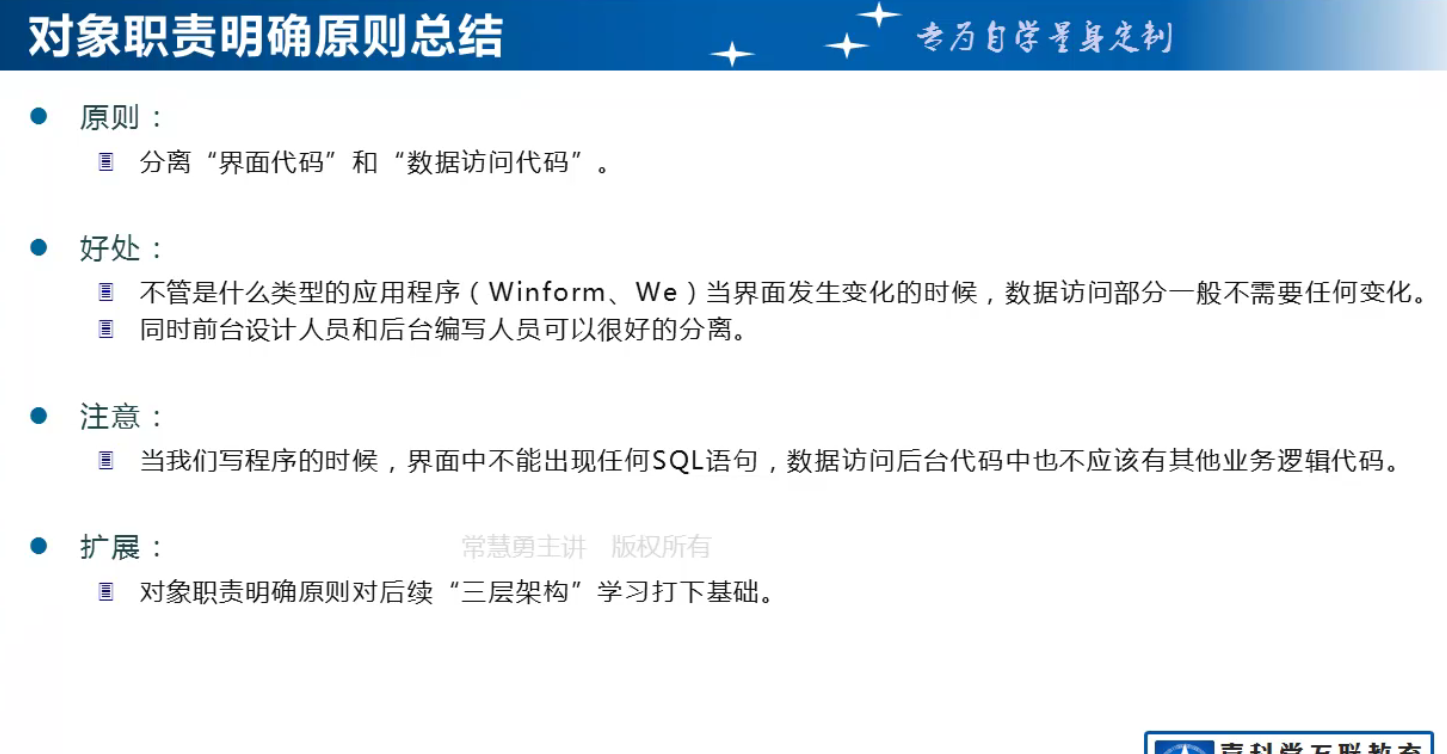 对象职责明确原则总结
专为自学量身定制
原则：
分离“界面代码”和“数据访问代码”。
好处：
不管是什么类型的应用程序（Winform、We）当界面发生变化的时候，数据访问部分一般不需要任何变化。
同时前台设计人员和后台编写人员可以很好的分离。
注意：
当我们写程序的时候，界面中不能出现任何SQL语句，数据访问后台代码中也不应该有其他业务逻辑代码。
扩展：
常慧勇主讲 版权所有
对象职责明确原则对后续“三层架构”学习打下基础。
科学互联教育